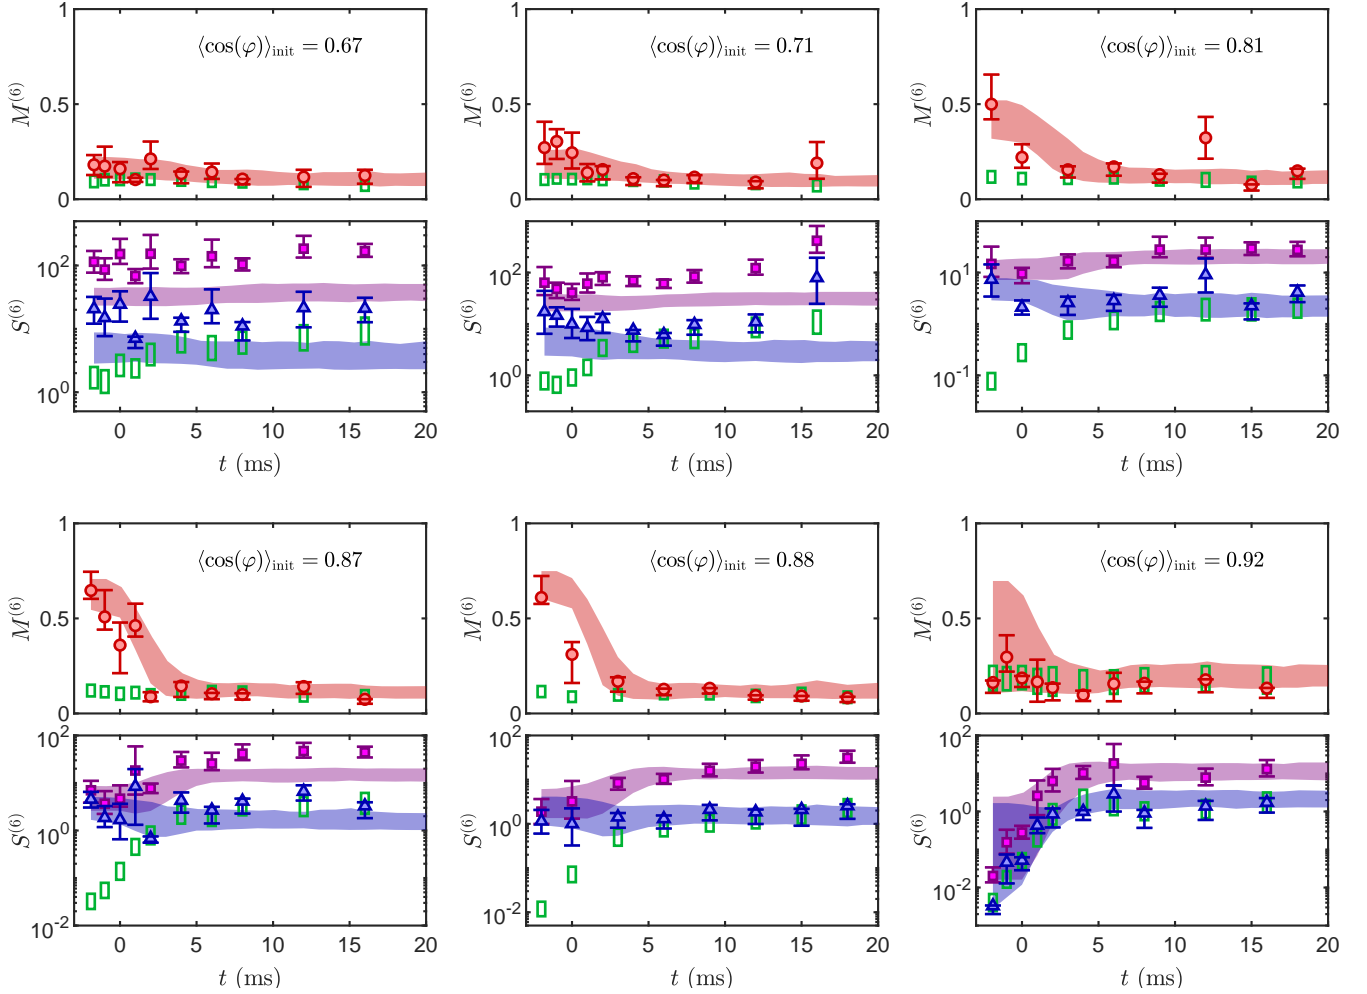 1
0.5
0
M^{(6)}
⟨cos(φ)⟩_{init} = 0.67
1
0.5
0
M^{(6)}
⟨cos(φ)⟩_{init} = 0.71
1
0.5
0
M^{(6)}
⟨cos(φ)⟩_{init} = 0.81
10^2
10^0
S^{(6)}
0 5 10 15 20
t (ms)
10^2
10^0
S^{(6)}
0 5 10 15 20
t (ms)
10^1
10^{-1}
S^{(6)}
0 5 10 15 20
t (ms)
1
0.5
0
M^{(6)}
⟨cos(φ)⟩_{init} = 0.87
1
0.5
0
M^{(6)}
⟨cos(φ)⟩_{init} = 0.88
1
0.5
0
M^{(6)}
⟨cos(φ)⟩_{init} = 0.92
10^2
10^0
10^{-2}
S^{(6)}
0 5 10 15 20
t (ms)
10^2
10^0
10^{-2}
S^{(6)}
0 5 10 15 20
t (ms)
10^2
10^0
10^{-2}
S^{(6)}
0 5 10 15 20
t (ms)